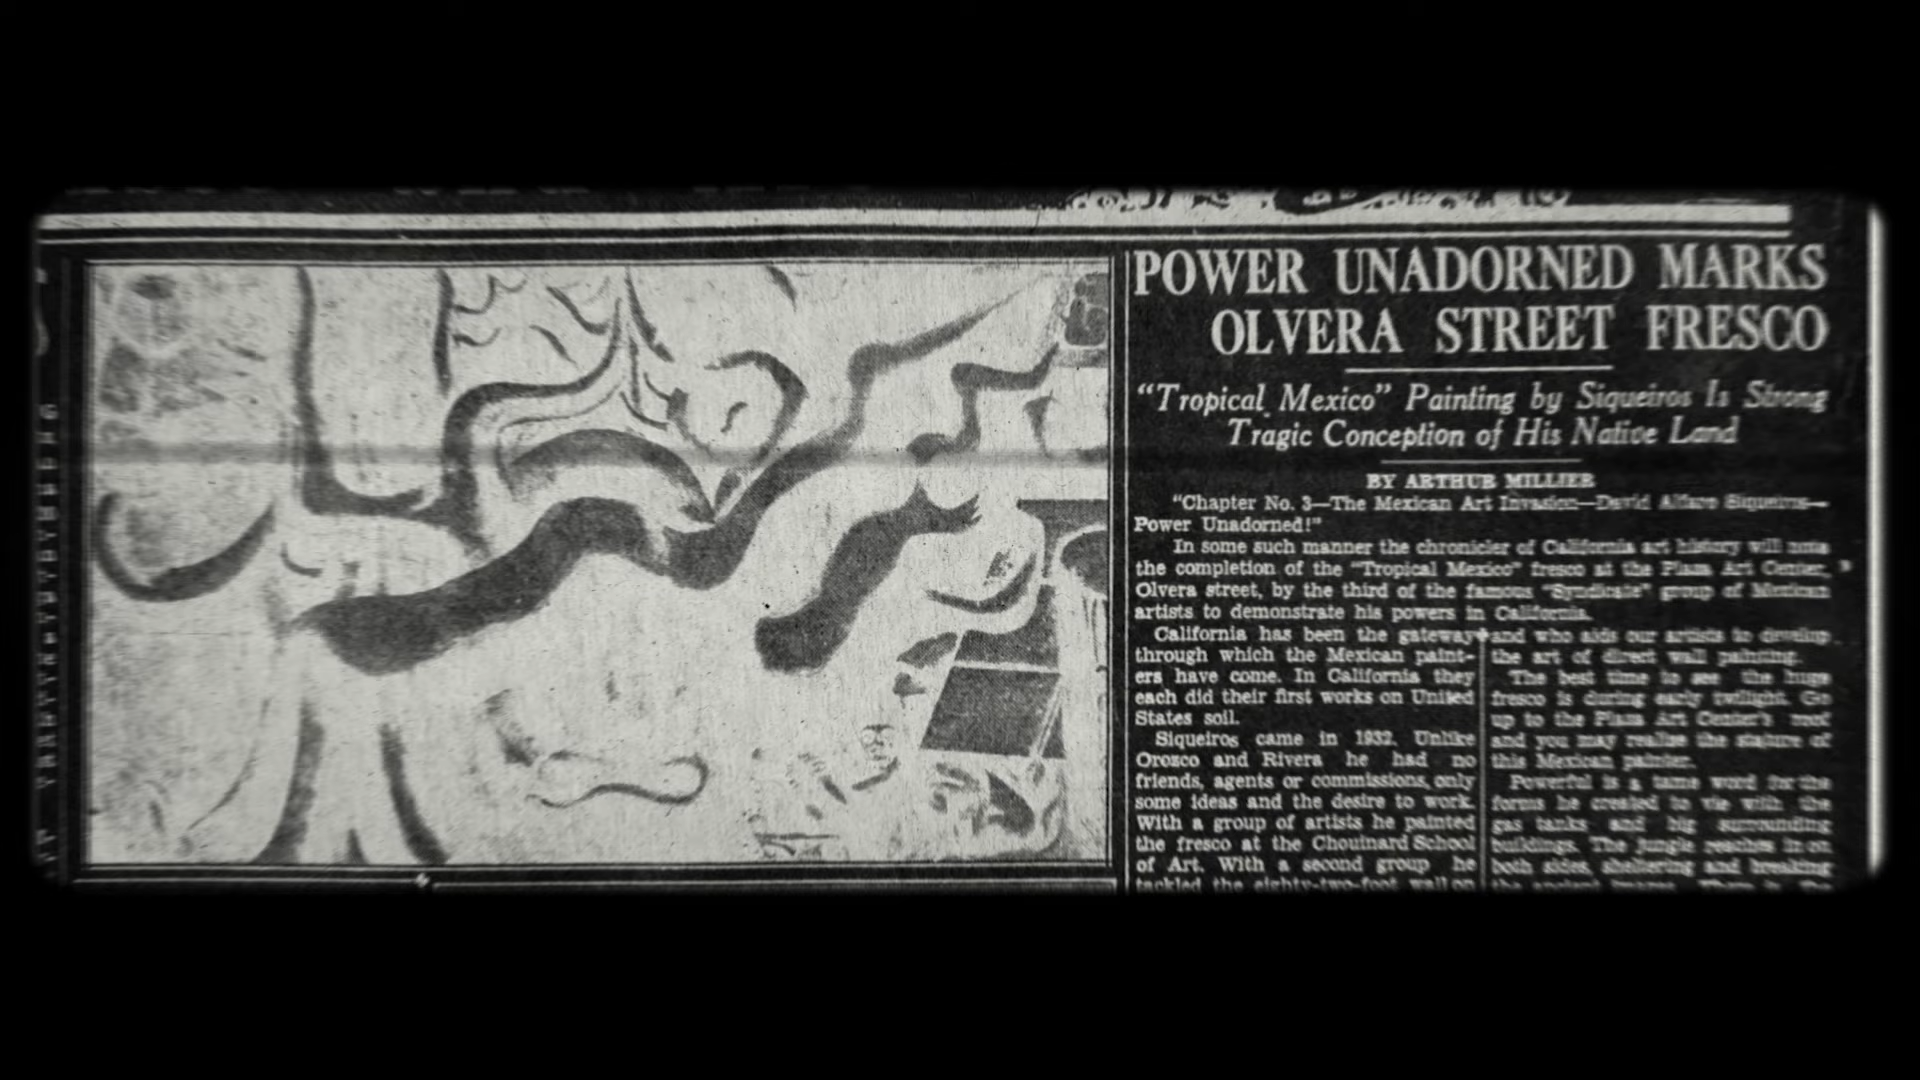 POWER UNADORNED MARKS
OLVERA STREET FRESCO
“Tropical Mexico” Painting by Siqueiros Is Strong
Tragic Conception of His Native Land
BY ARTHUR MILLIER
“Chapter No. 3—The Mexican Art Invasion—David Alfaro Siqueiros—
Power Unadorned!”
In some such manner the chronicler of California art history will note
the completion of the “Tropical Mexico” fresco at the Plaza Art Center,
Olvera street, by the third of the famous “Syndicate” group of Mexican
artists to demonstrate his powers in California.
California has been the gateway
through which the Mexican paint-
ers have come. In California they
each did their first works on United
States soil.
Siqueiros came in 1932. Unlike
Orozco and Rivera he had no
friends, agents or commissions, only
some ideas and the desire to work.
With a group of artists he painted
the fresco at the Chouinard School
of Art. With a second group he
tackled the eighty-two-foot wall on
and who aids our artists to develop
the art of direct wall painting.
The best time to see the huge
fresco is during early twilight. Go
up to the Plaza Art Center's roof
and you may realize the stature of
this Mexican painter.
Powerful is a tame word for the
forms he created to vie with the
gas tanks and big surrounding
buildings. The jungle reaches in on
both sides, sheltering and breaking
the ancient images.